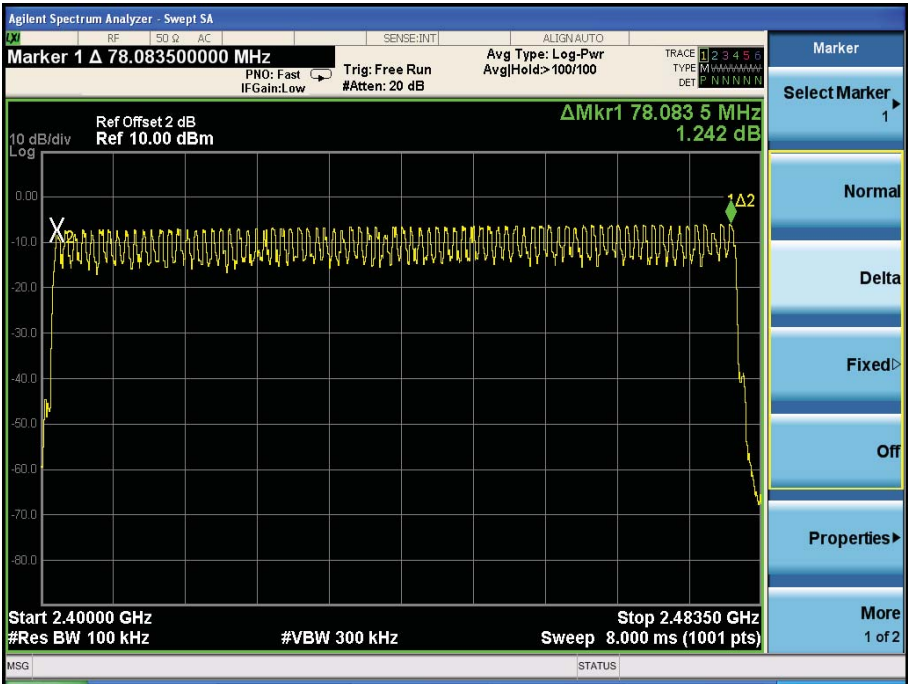 Agilent Spectrum Analyzer - Swept SA
LXI RF 50 Ω AC SENSE:INT ALIGN AUTO
Marker 1 Δ 78.083500000 MHz
PNO: Fast
IFGain:Low
Trig: Free Run
#Atten: 20 dB
Avg Type: Log-Pwr
Avg|Hold:>100/100
TRACE 1 2 3 4 5 6
TYPE M
DET P N N N N N
ΔMkr1 78.083 5 MHz
1.242 dB
Ref Offset 2 dB
10 dB/div Ref 10.00 dBm
Log
0.00
-10.0
-20.0
-30.0
-40.0
-50.0
-60.0
-70.0
-80.0
1Δ2
2
Start 2.40000 GHz
Stop 2.48350 GHz
#Res BW 100 kHz
#VBW 300 kHz
Sweep 8.000 ms (1001 pts)
MSG
STATUS
Marker
Select Marker
1
Normal
Delta
Fixed
Off
Properties
More
1 of 2